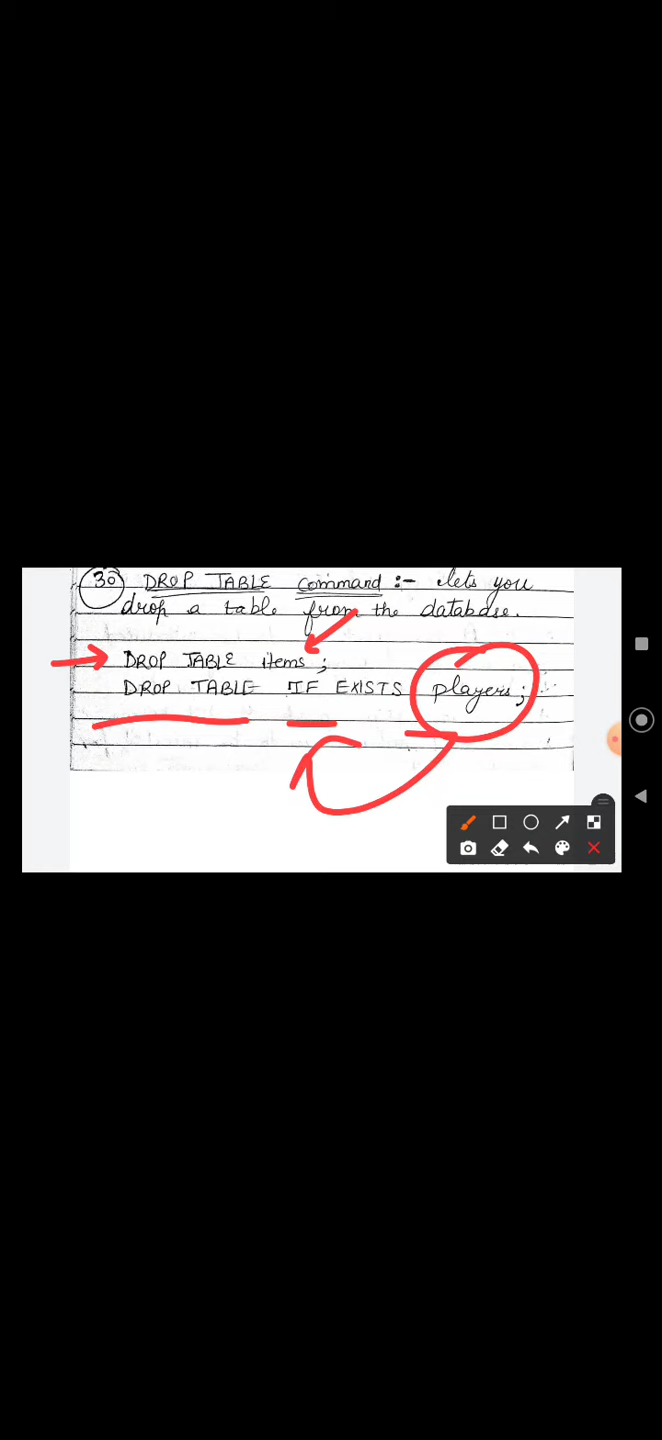 30 DROP TABLE command :- lets you
drop a table from the database.
DROP TABLE items ;
DROP TABLE IF EXISTS players ;